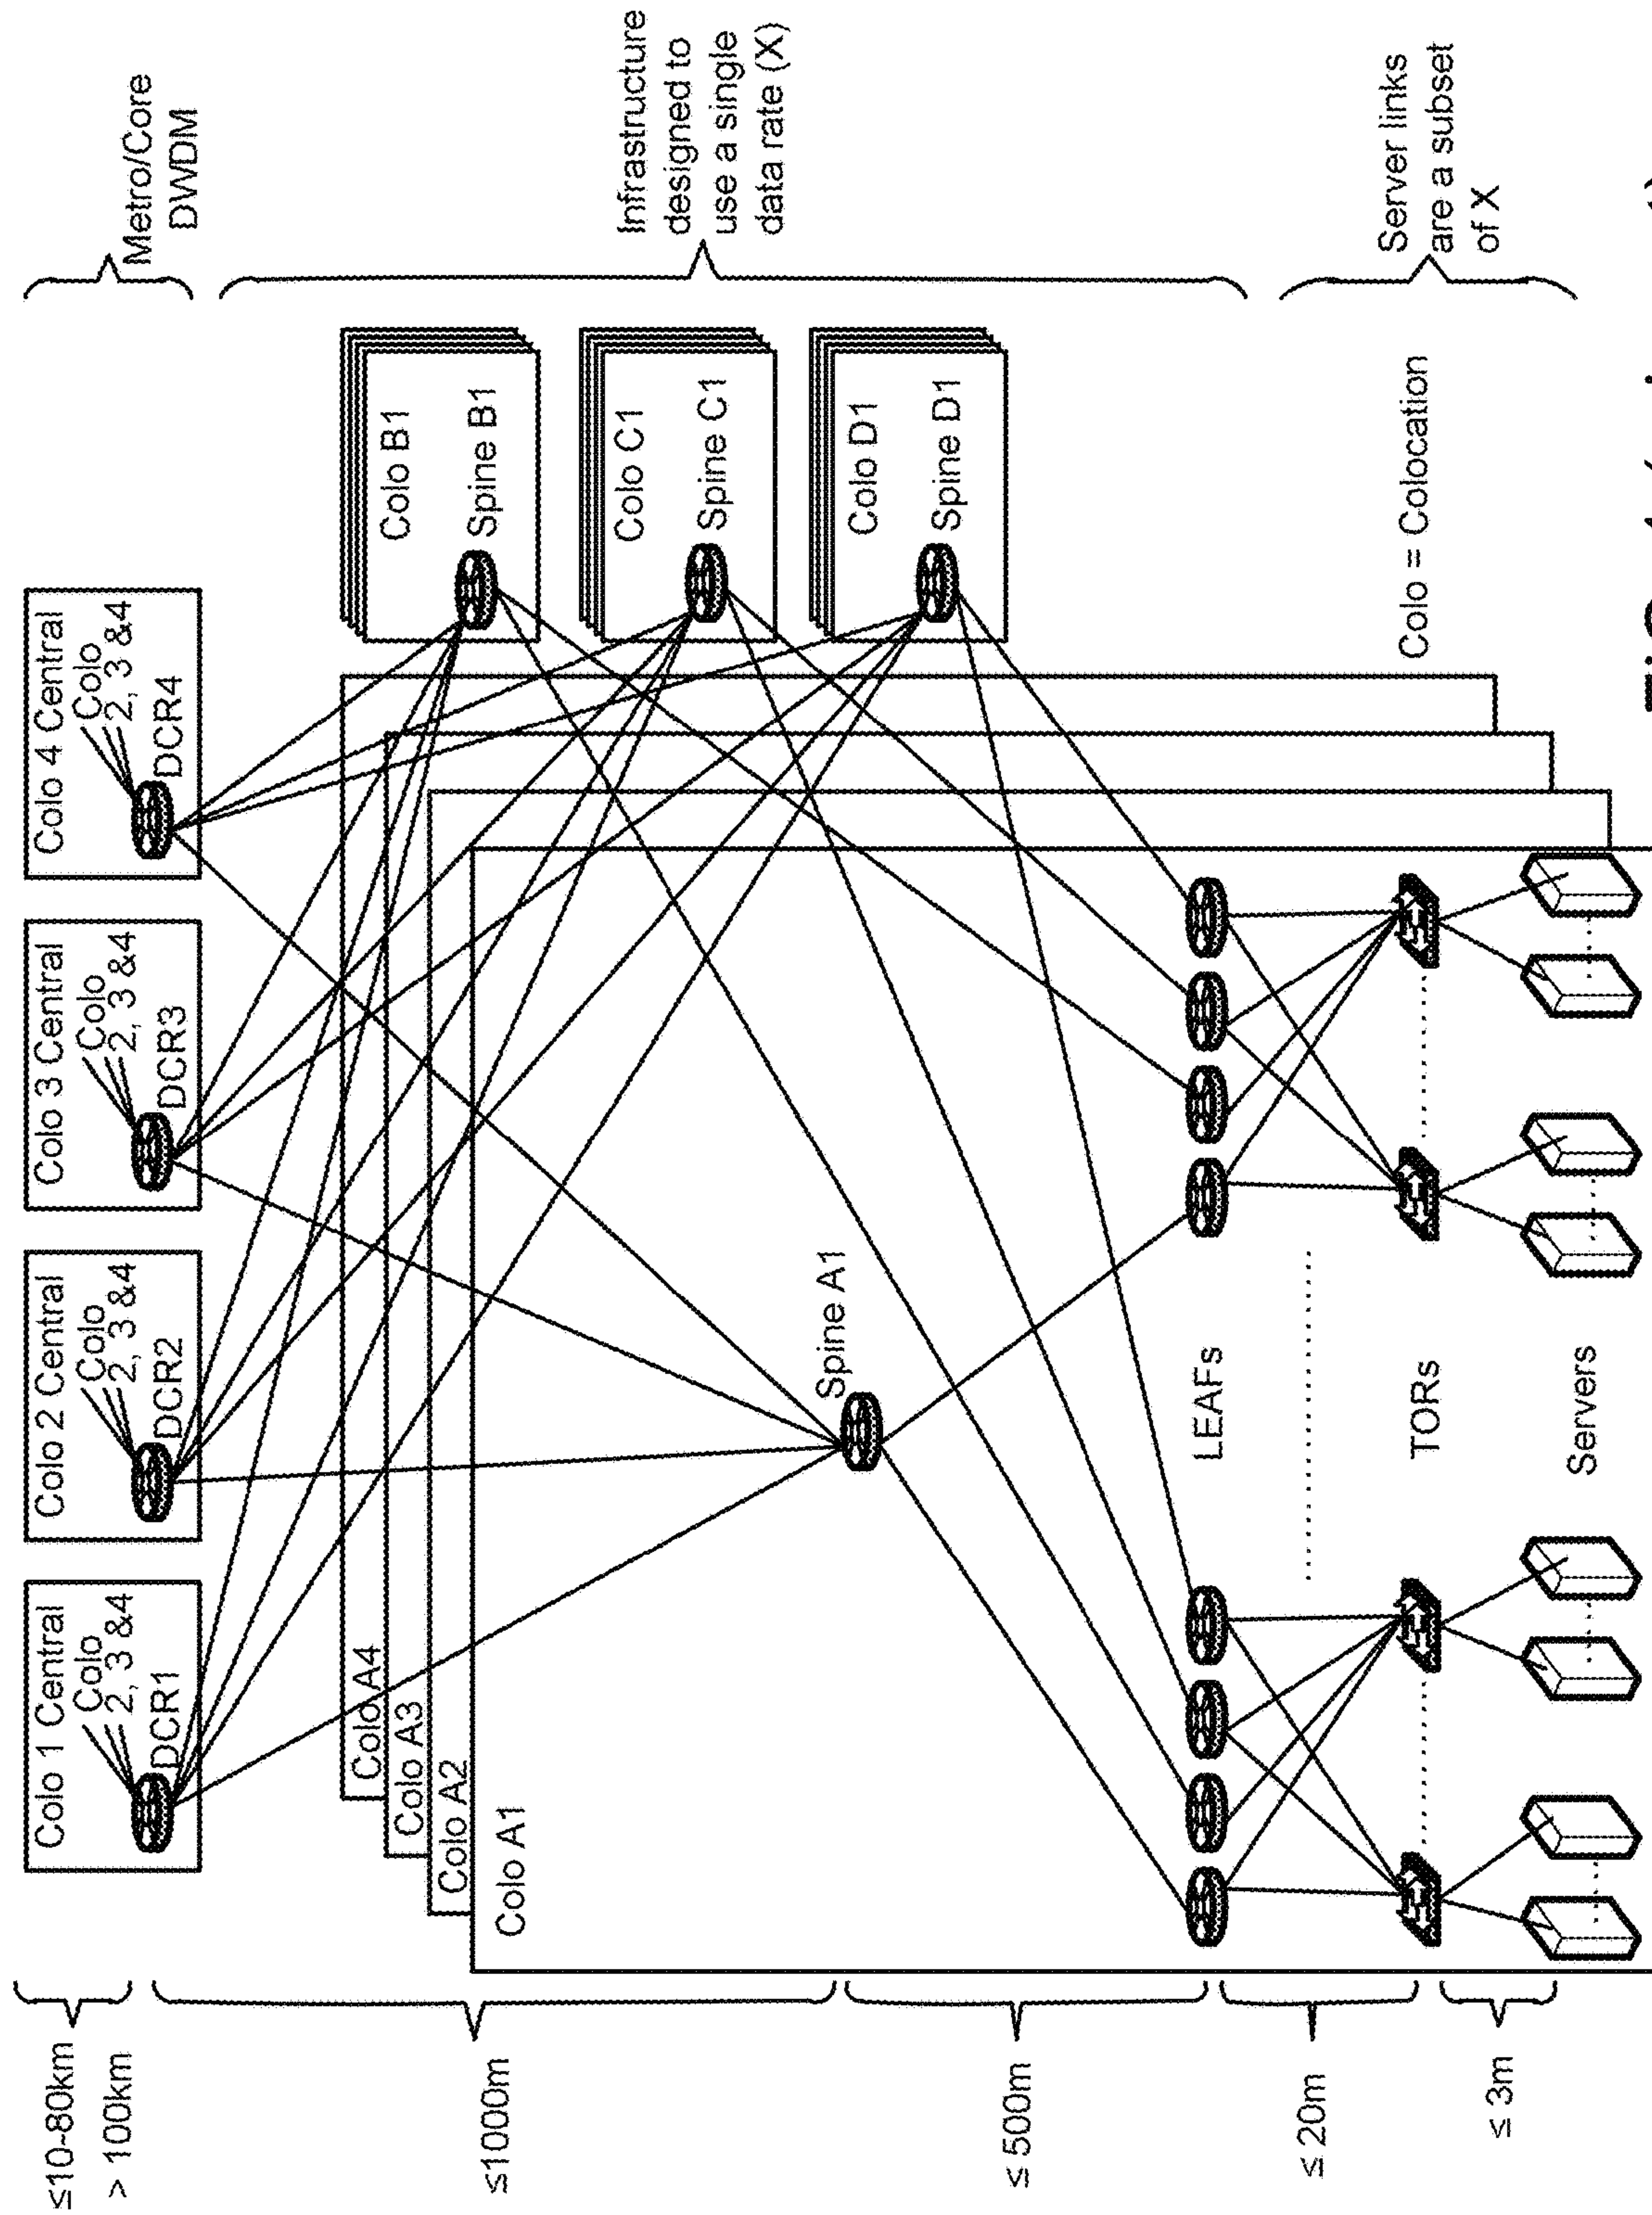 ≤10-80km
> 100km
≤1000m
≤ 500m
≤ 20m
≤ 3m
Colo 1 Central
Colo
2, 3 &4
DCR1
Colo 2 Central
Colo
2, 3 &4
DCR2
Colo 3 Central
Colo
2, 3 &4
DCR3
Colo 4 Central
Colo
2, 3 &4
DCR4
Metro/Core
DWDM
Colo A4
Colo A3
Colo A2
Colo A1
Spine A1
Colo B1
Spine B1
Colo C1
Spine C1
Colo D1
Spine D1
Infrastructure
designed to
use a single
data rate (X)
LEAFs
TORs
Servers
Server links
are a subset
of X
Colo = Colocation